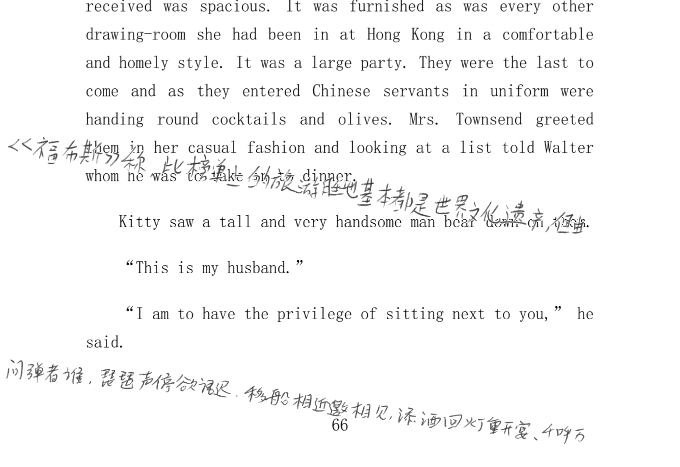 received was spacious. It was furnished as was every other
drawing-room she had been in at Hong Kong in a comfortable
and homely style. It was a large party. They were the last to
come and as they entered Chinese servants in uniform were
handing round cocktails and olives. Mrs. Townsend greeted
them in her casual fashion and looking at a list told Walter
<<福布斯>>称,此榜单上的旅游胜地基本都是世界文化遗产,但当
whom he was to take in to dinner.
Kitty saw a tall and very handsome man bear down on them.
“This is my husband.”
“I am to have the privilege of sitting next to you,” he
said.
问弹者谁,琵琶声停欲语迟.移船相近邀相见,添酒回灯重开宴、千呼万
66